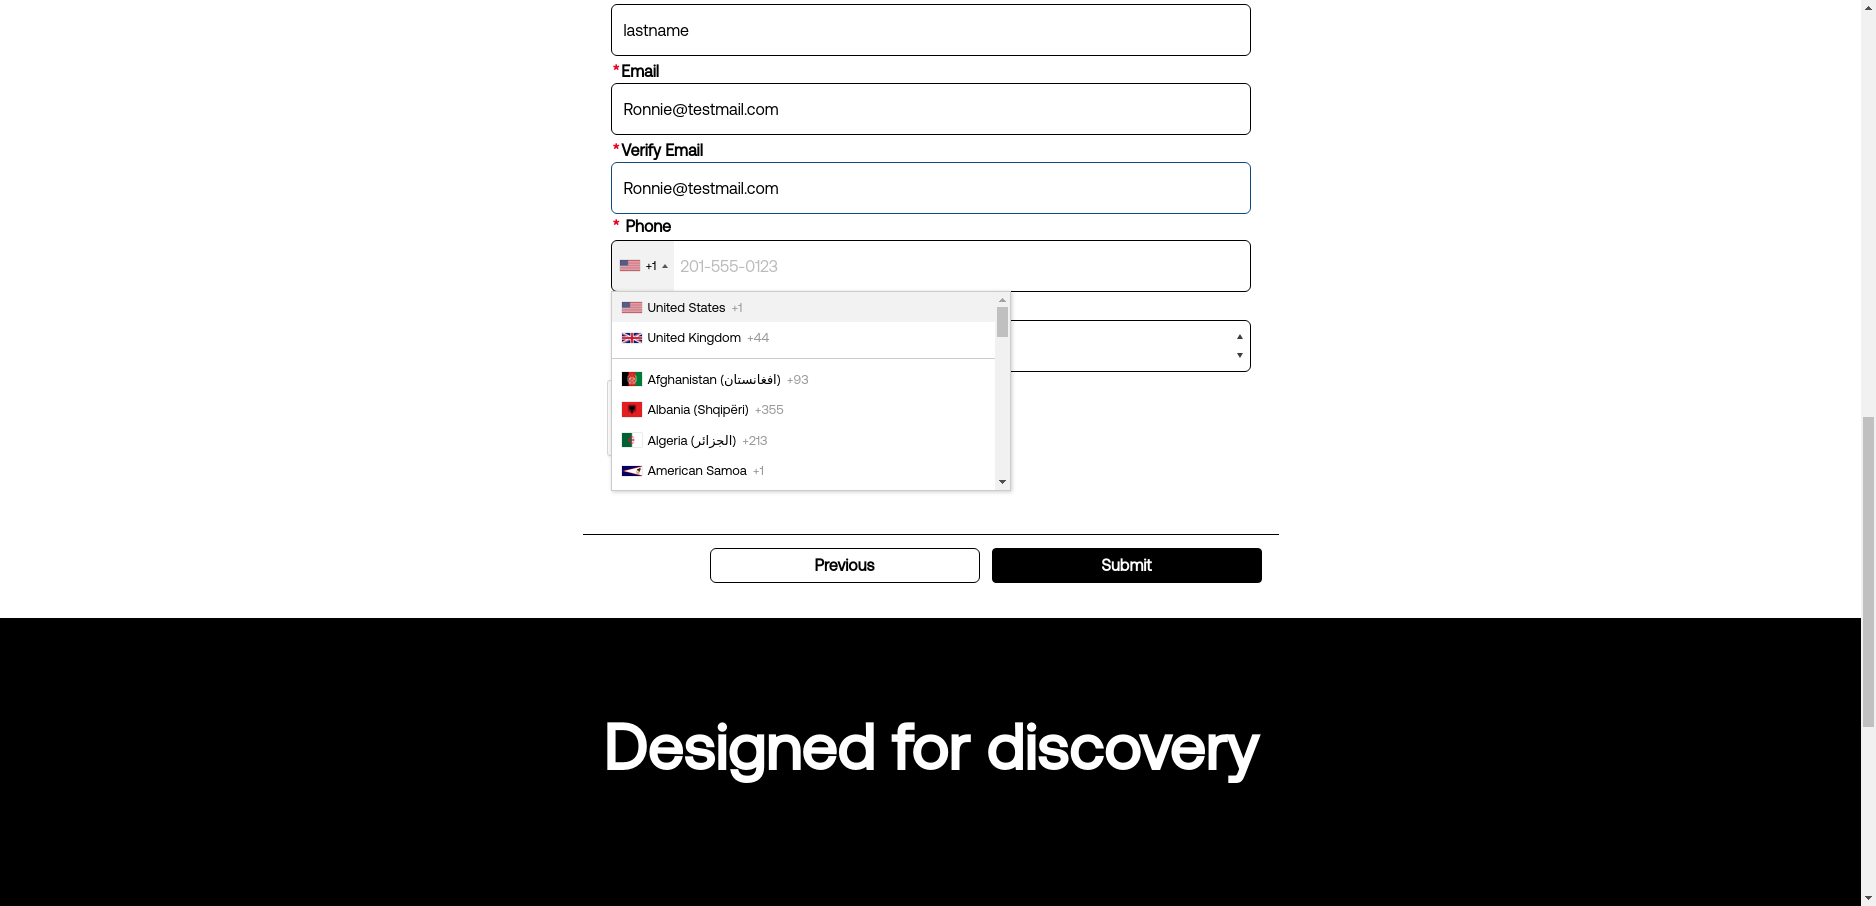 lastname
*Email
Ronnie@testmail.com
*Verify Email
Ronnie@testmail.com
* Phone
+1 201-555-0123
United States +1
United Kingdom +44
Afghanistan (‫افغانستان‬‎) +93
Albania (Shqipëri) +355
Algeria (‫الجزائر‬‎) +213
American Samoa +1
Previous Submit
Designed for discovery